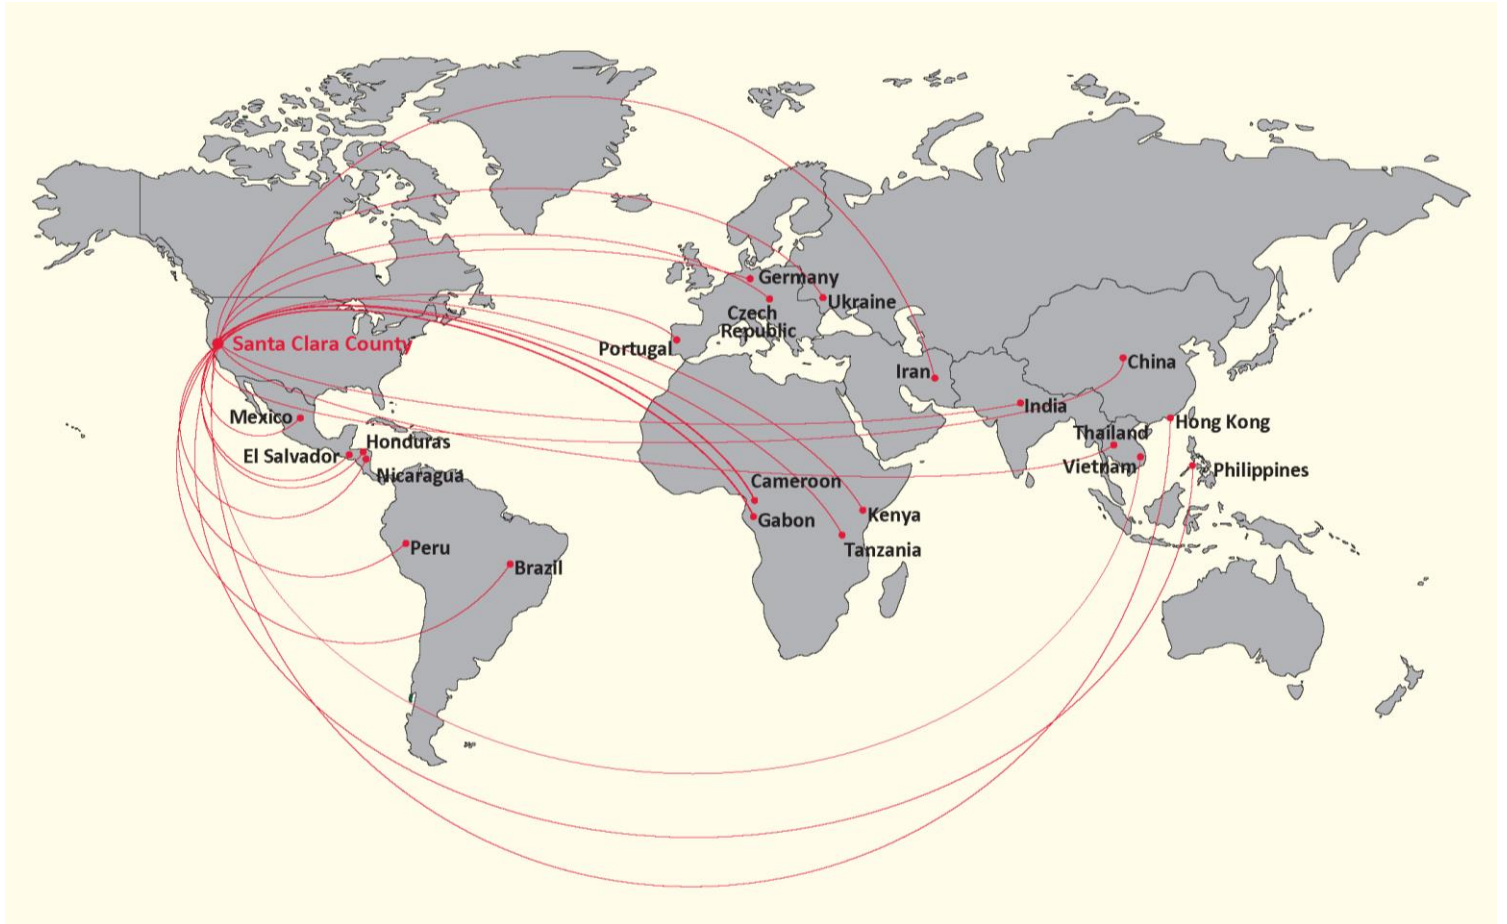 Germany
Ukraine
Czech
Republic
Santa Clara County
Portugal
China
Iran
India
Mexico
Hong Kong
Thailand
Honduras
El Salvador
Vietnam
Philippines
Nicaragua
Cameroon
Kenya
Gabon
Peru
Tanzania
Brazil